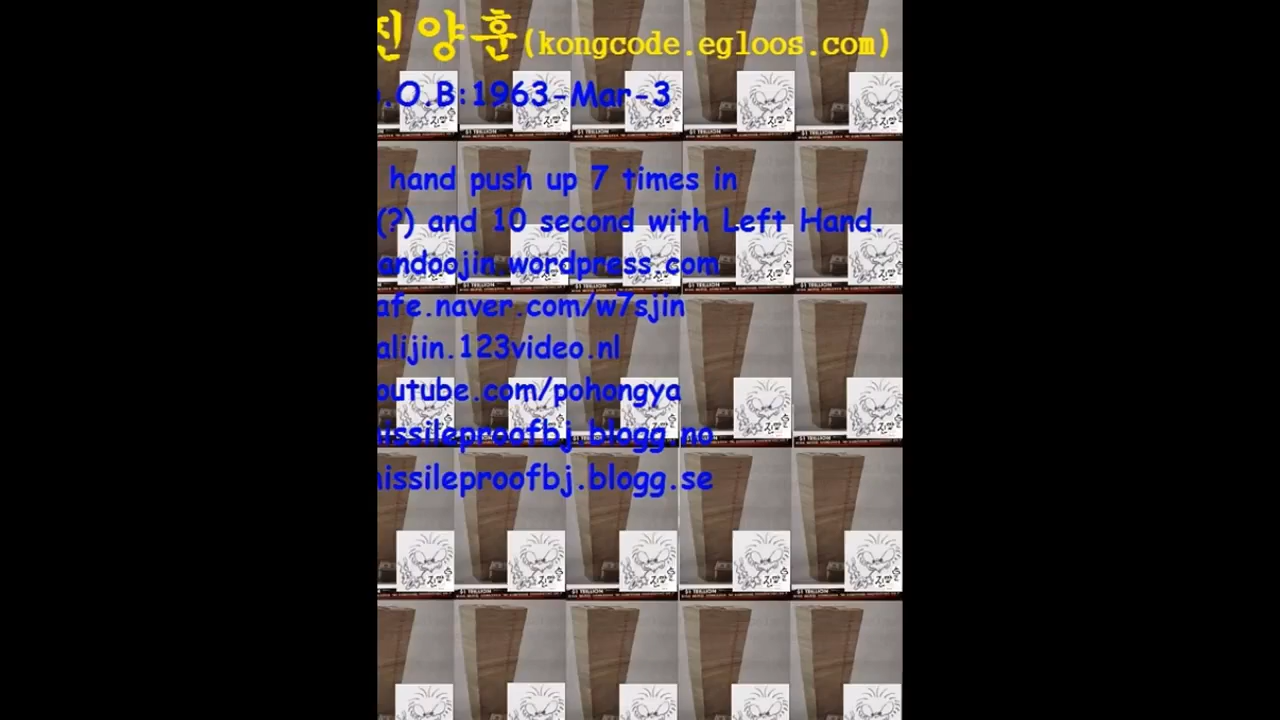 진양훈(kongcode.egloos.com)
.O.B:1963-Mar-3
hand push up 7 times in
(?) and 10 second with Left Hand.
andoojin.wordpress.com
afe.naver.com/w7sjin
alijin.123video.nl
outube.com/pohongya
issileproofbj.blogg.no
issileproofbj.blogg.se
$1 TRILLION